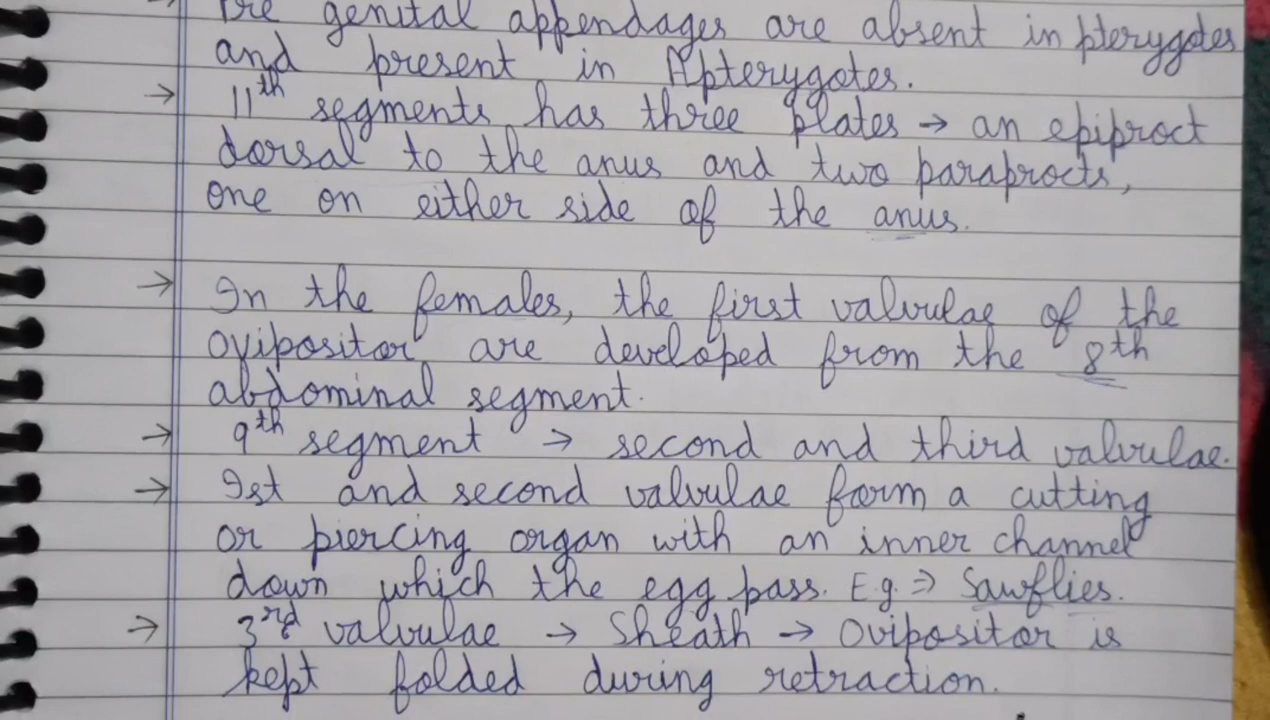 Pre genital appendages are absent in pterygotes
and present in Apterygotes.
→ 11th segments has three plates → an epiproct
dorsal to the anus and two paraprocts,
one on either side of the anus.
→ In the females, the first valvulae of the
ovipositor are developed from the 8th
abdominal segment.
→ 9th segment → second and third valvulae.
→ Ist and second valvulae form a cutting
or piercing organ with an inner channel
down which the egg pass. E.g. ⇒ Sawflies.
→ 3rd valvulae → Sheath → Ovipositor is
kept folded during retraction.